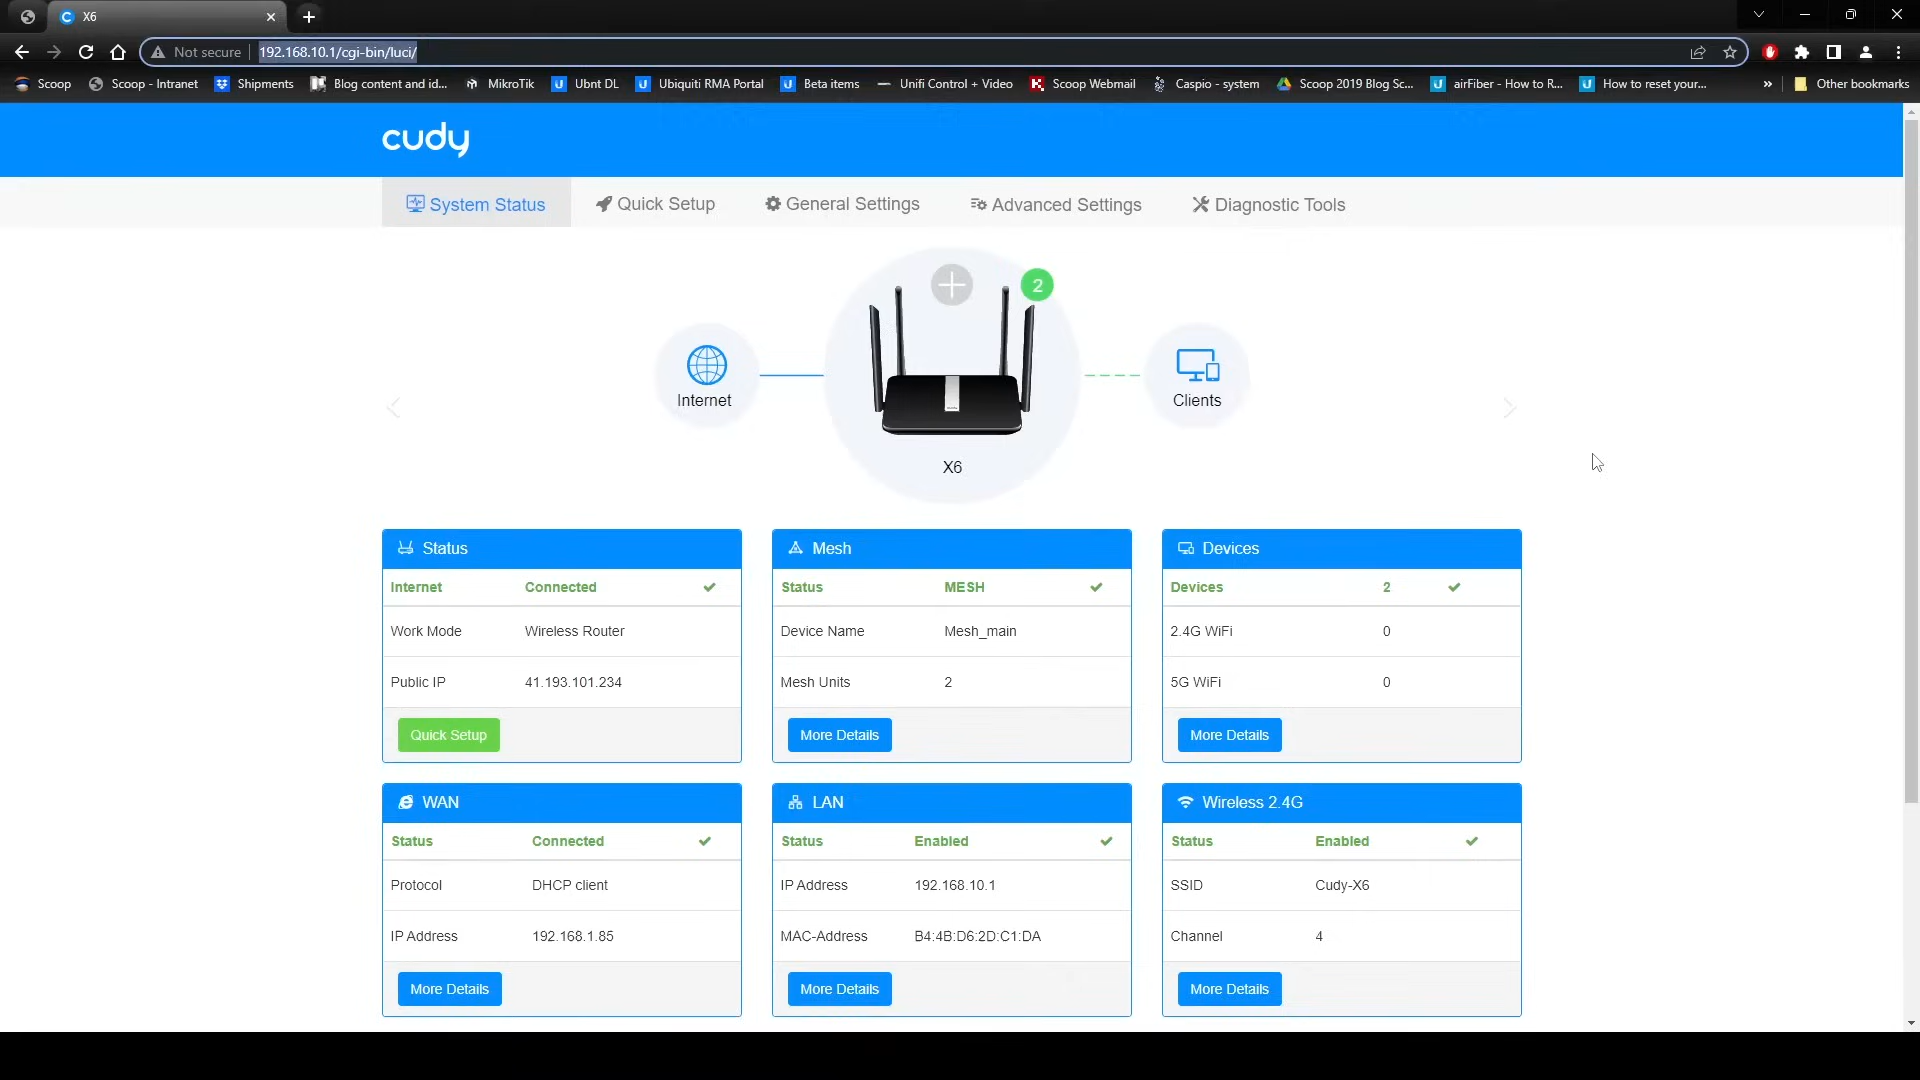 X6
Not secure
192.168.10.1/cgi-bin/luci/
Scoop
Scoop - Intranet
Shipments
Blog content and id...
MikroTik
Ubnt DL
Ubiquiti RMA Portal
Beta items
Unifi Control + Video
Scoop Webmail
Caspio - system
Scoop 2019 Blog Sc...
airFiber - How to R...
How to reset your...
»
Other bookmarks
cudy
System Status
Quick Setup
General Settings
Advanced Settings
Diagnostic Tools
2
Internet
Clients
X6
Status
Internet Connected
Work Mode Wireless Router
Public IP 41.193.101.234
Quick Setup
Mesh
Status MESH
Device Name Mesh_main
Mesh Units 2
More Details
Devices
Devices 2
2.4G WiFi 0
5G WiFi 0
More Details
WAN
Status Connected
Protocol DHCP client
IP Address 192.168.1.85
More Details
LAN
Status Enabled
IP Address 192.168.10.1
MAC-Address B4:4B:D6:2D:C1:DA
More Details
Wireless 2.4G
Status Enabled
SSID Cudy-X6
Channel 4
More Details